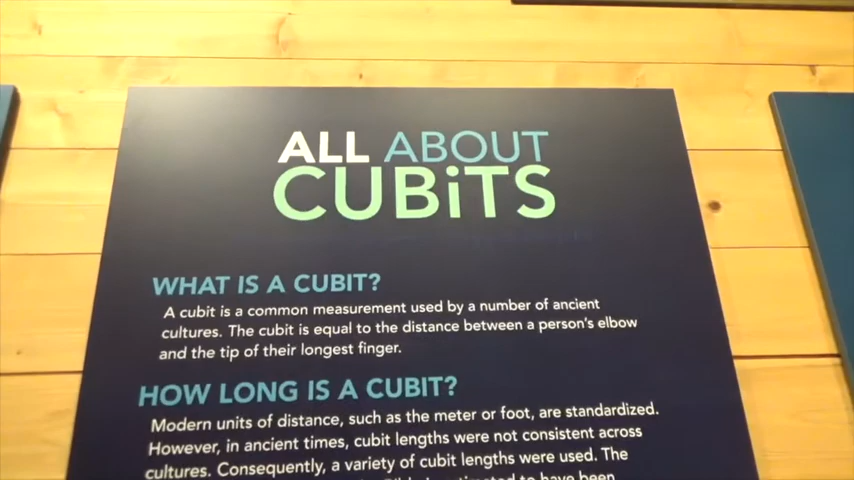 ALL ABOUT
CUBiTS
WHAT IS A CUBIT?
A cubit is a common measurement used by a number of ancient
cultures. The cubit is equal to the distance between a person's elbow
and the tip of their longest finger.
HOW LONG IS A CUBIT?
Modern units of distance, such as the meter or foot, are standardized.
However, in ancient times, cubit lengths were not consistent across
cultures. Consequently, a variety of cubit lengths were used. The
to have been